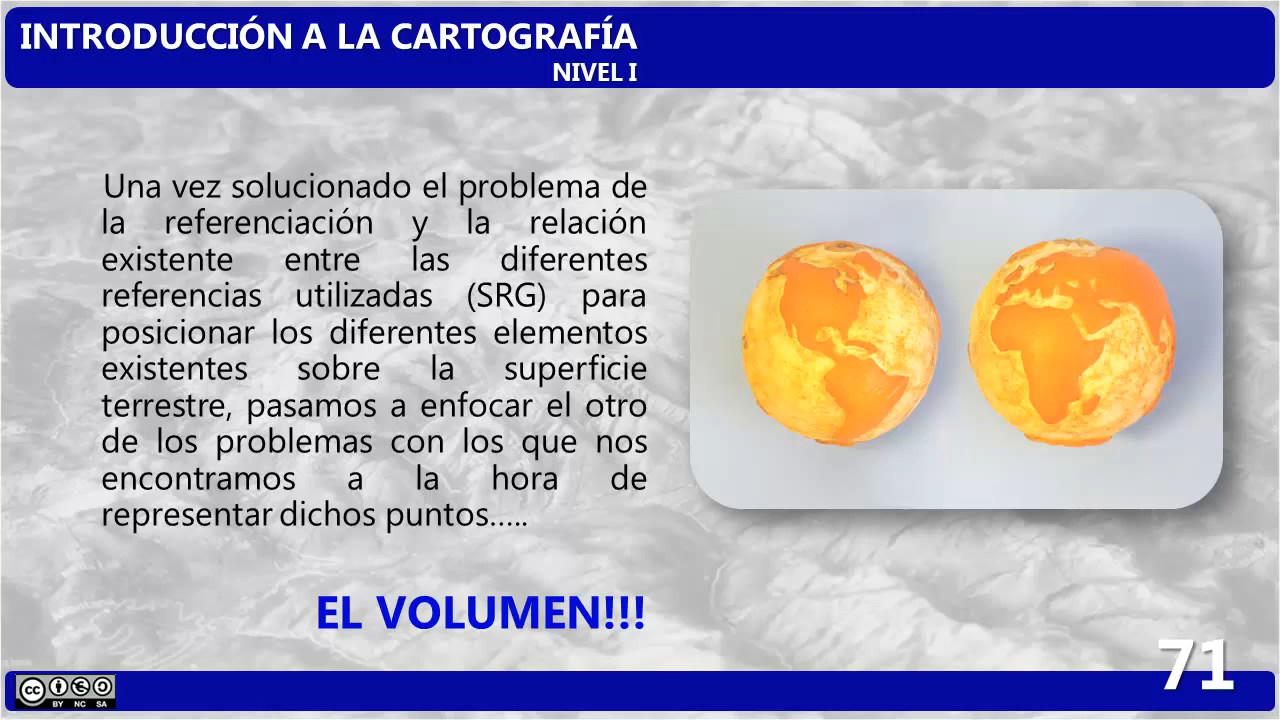 INTRODUCCIÓN A LA CARTOGRAFÍA
NIVEL I
Una vez solucionado el problema de
la referenciación y la relación
existente entre las diferentes
referencias utilizadas (SRG) para
posicionar los diferentes elementos
existentes sobre la superficie
terrestre, pasamos a enfocar el otro
de los problemas con los que nos
encontramos a la hora de
representar dichos puntos…..
EL VOLUMEN!!!
71
cc
BY NC SA